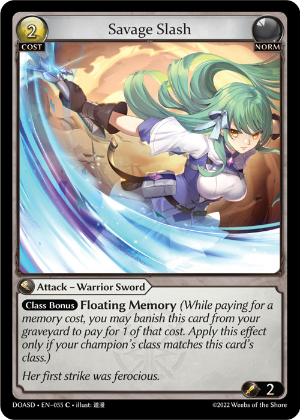 2
Savage Slash
COST
NORM
Attack – Warrior Sword
Class Bonus Floating Memory (While paying for
a memory cost, you may banish this card from your
graveyard to pay for 1 of that cost. Apply this effect
only if your champion's class matches this card's
class.)
Her first strike was ferocious.
2
DOASD • EN-055 C • illust:
©2022 Weebs of the Shore